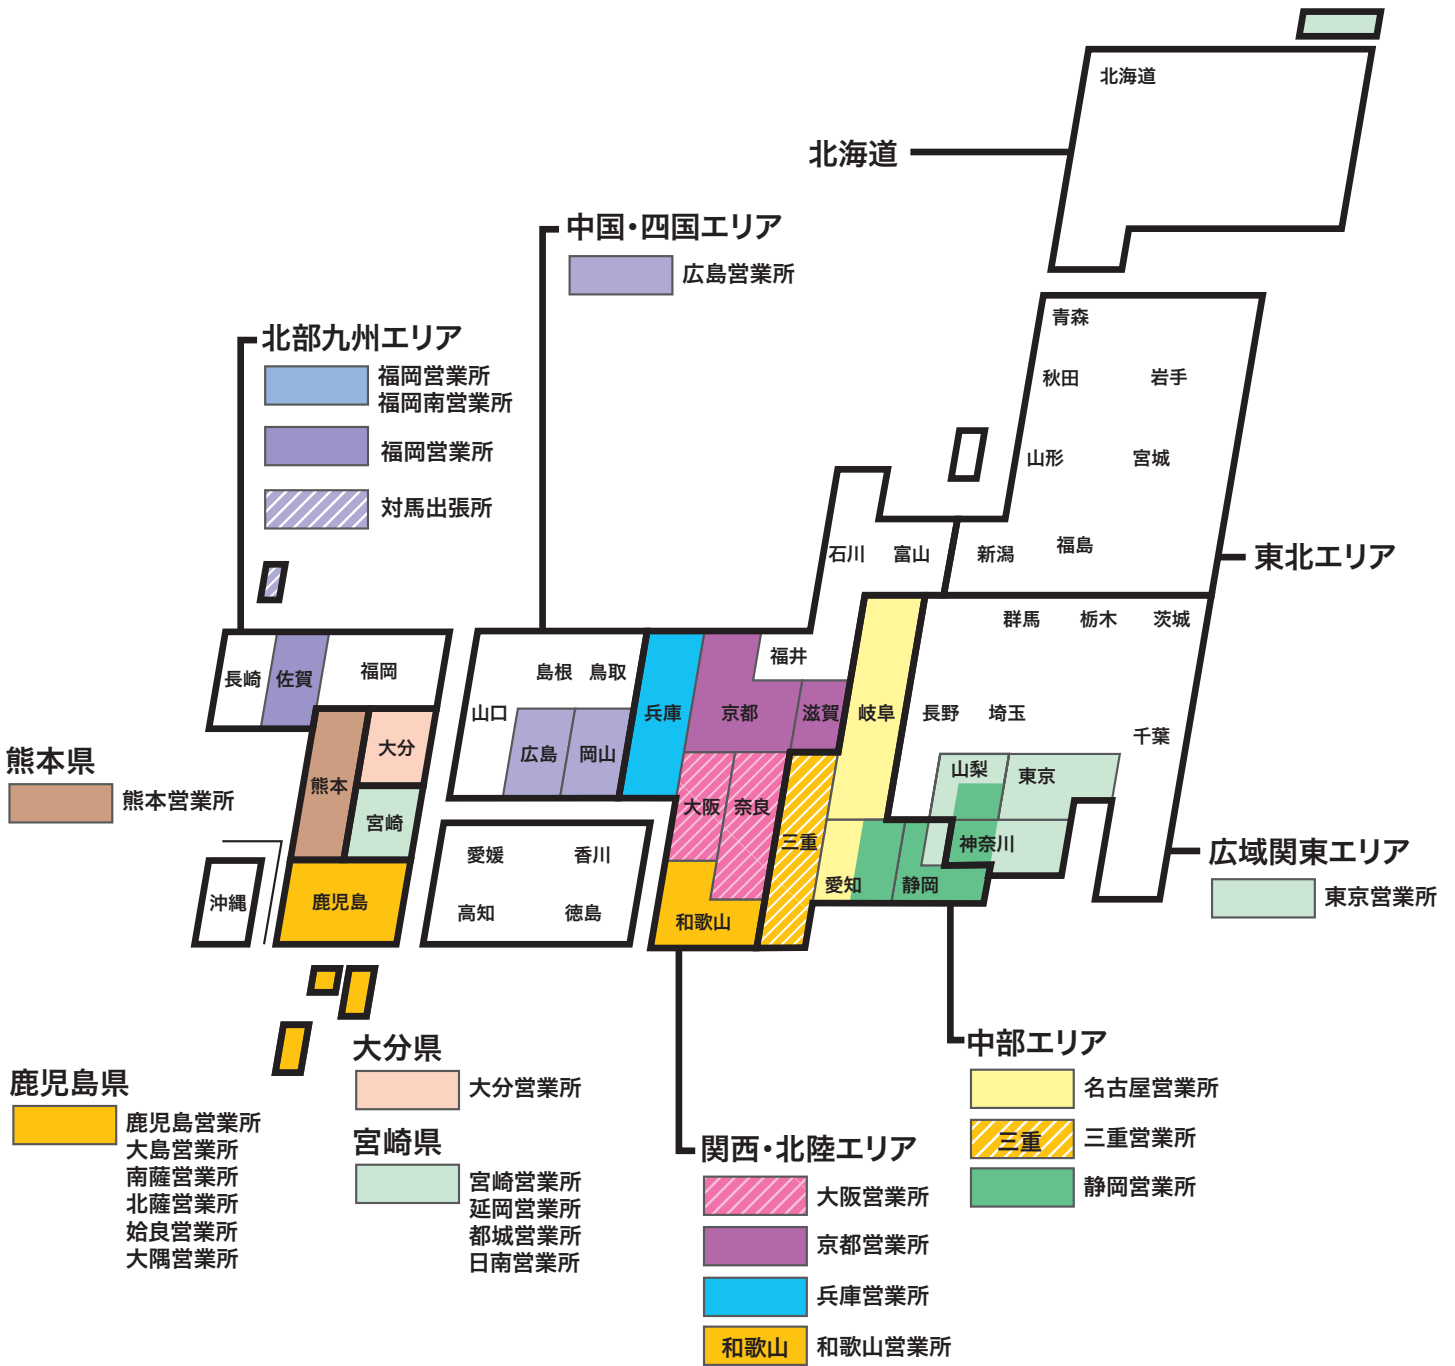 北海道
北海道
中国・四国エリア
広島営業所
北部九州エリア
福岡営業所
福岡南営業所
福岡営業所
対馬出張所
青森
秋田
岩手
山形
宮城
福島
新潟
石川
富山
東北エリア
群馬
栃木
茨城
長野
埼玉
千葉
山梨
東京
神奈川
広域関東エリア
東京営業所
福井
岐阜
滋賀
京都
兵庫
大阪
奈良
三重
愛知
静岡
和歌山
島根
鳥取
山口
広島
岡山
愛媛
香川
高知
徳島
長崎
佐賀
福岡
大分
熊本
宮崎
鹿児島
沖縄
熊本県
熊本営業所
鹿児島県
鹿児島営業所
大島営業所
南薩営業所
北薩営業所
姶良営業所
大隅営業所
大分県
大分営業所
宮崎県
宮崎営業所
延岡営業所
都城営業所
日南営業所
関西・北陸エリア
大阪営業所
京都営業所
兵庫営業所
和歌山
和歌山営業所
中部エリア
名古屋営業所
三重
三重営業所
静岡営業所